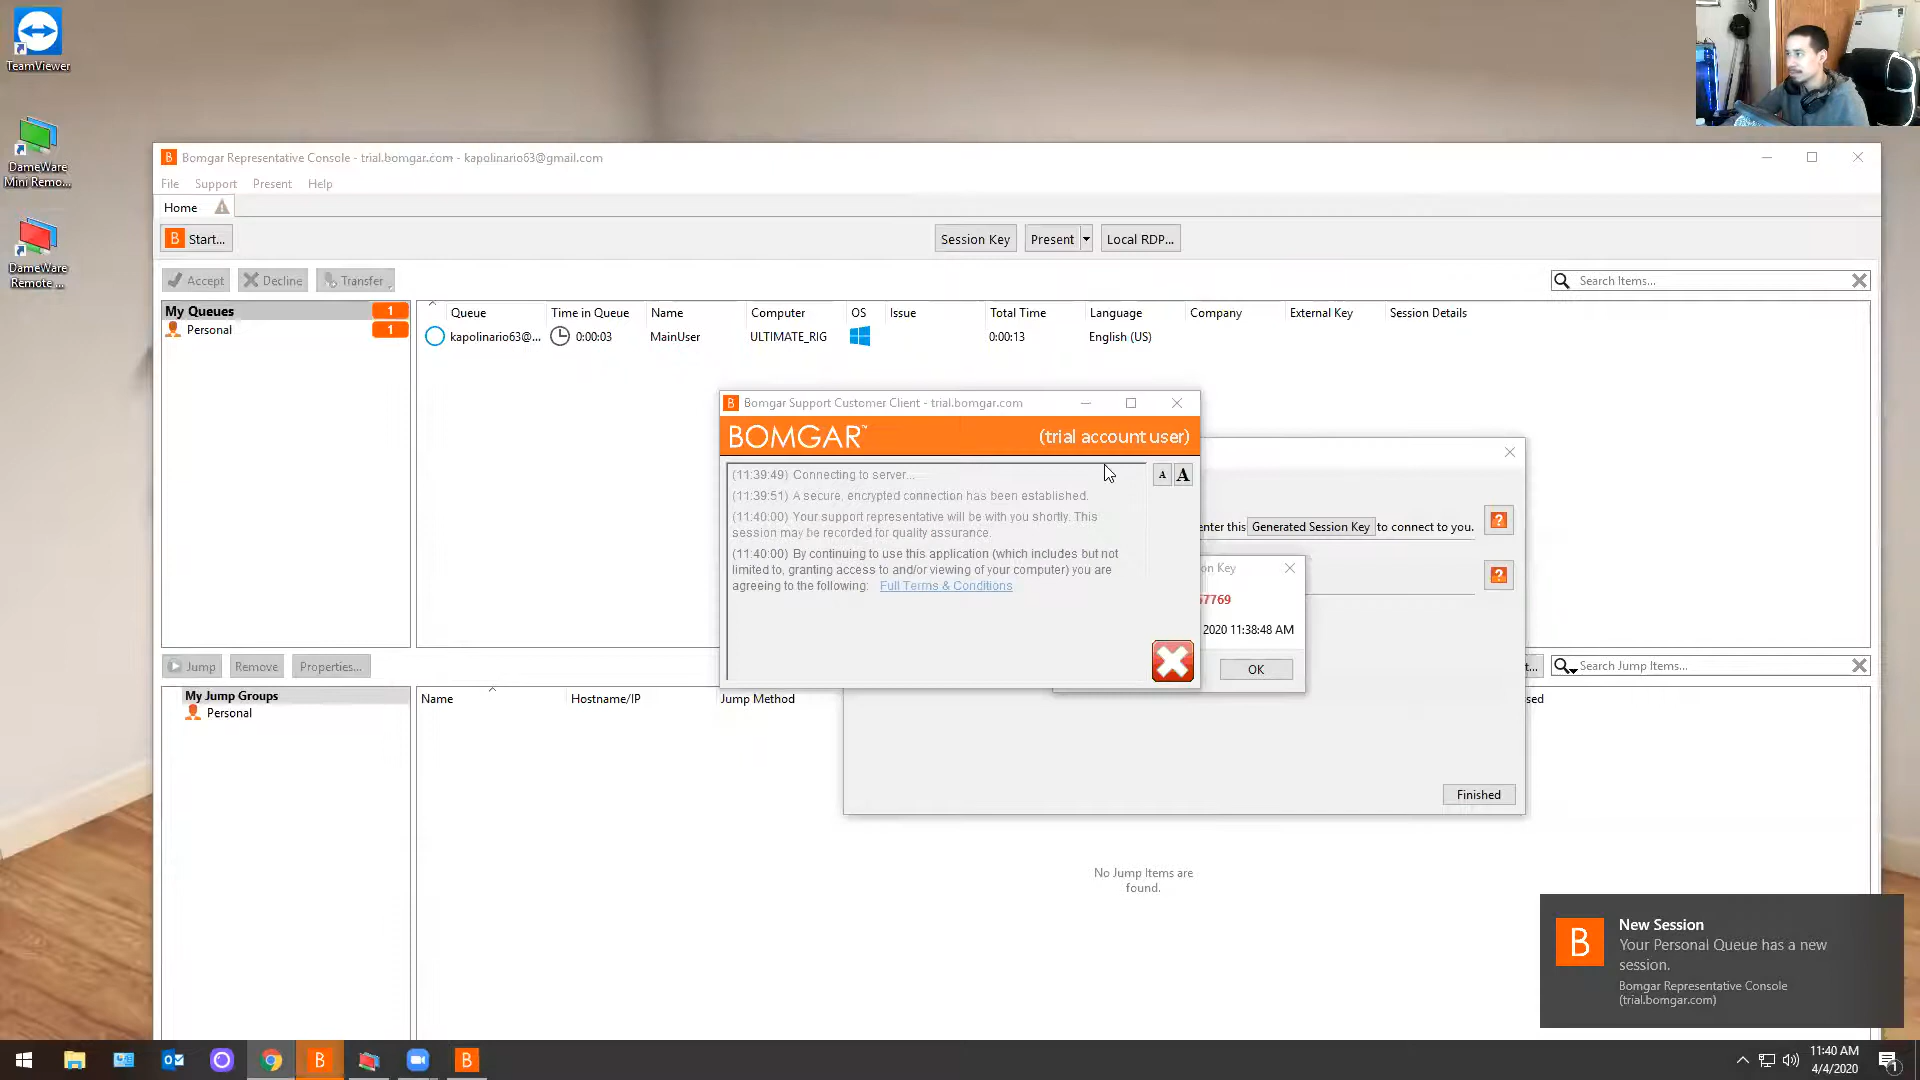 TeamViewer
DameWare
Mini Remo...
DameWare
Remote ...
Bomgar Representative Console - trial.bomgar.com - kapolinario63@gmail.com
File Support Present Help
Home
B Start...
Session Key Present Local RDP...
Accept Decline Transfer
Search Items...
My Queues 1
Personal 1
Queue Time in Queue Name Computer OS Issue Total Time Language Company External Key Session Details
kapolinario63@... 0:00:03 MainUser ULTIMATE_RIG 0:00:13 English (US)
B Bomgar Support Customer Client - trial.bomgar.com
BOMGAR™ (trial account user)
(11:39:49) Connecting to server...
A A
(11:39:51) A secure, encrypted connection has been established.
(11:40:00) Your support representative will be with you shortly. This
session may be recorded for quality assurance.
(11:40:00) By continuing to use this application (which includes but not
limited to, granting access to and/or viewing of your computer) you are
agreeing to the following: Full Terms & Conditions
enter this Generated Session Key to connect to you.
?
?
on Key
7769
2020 11:38:48 AM
OK
Finished
Jump Remove Properties...
t...
Search Jump Items...
My Jump Groups
Personal
Name Hostname/IP Jump Method
sed
No Jump Items are
found.
B
New Session
Your Personal Queue has a new
session.
Bomgar Representative Console
(trial.bomgar.com)
B B
11:40 AM
4/4/2020
1